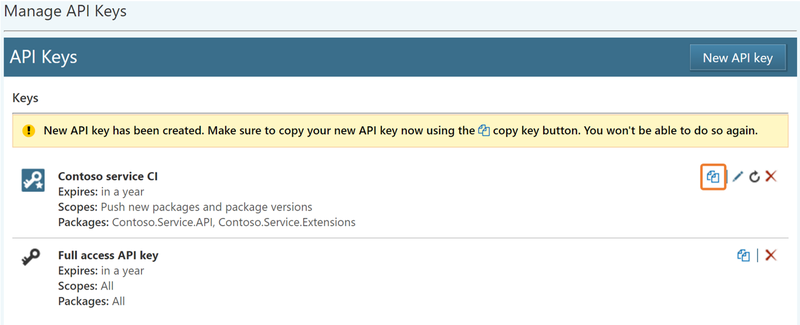 Manage API Keys
API Keys
New API key
Keys
New API key has been created. Make sure to copy your new API key now using the copy key button. You won't be able to do so again.
Contoso service CI
Expires: in a year
Scopes: Push new packages and package versions
Packages: Contoso.Service.API, Contoso.Service.Extensions
Full access API key
Expires: in a year
Scopes: All
Packages: All